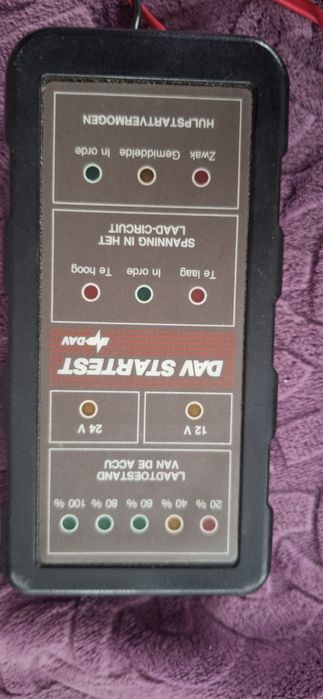 20 % 40 % 60 % 80 % 100 %
LAADTOESTAND
VAN DE ACCU
12 V 24 V
DAV STARTEST
DAV
Te laag In orde Te hoog
SPANNING IN HET
LAAD-CIRCUIT
Zwak Gemiddelde In orde
HULPSTARTVERMOGEN